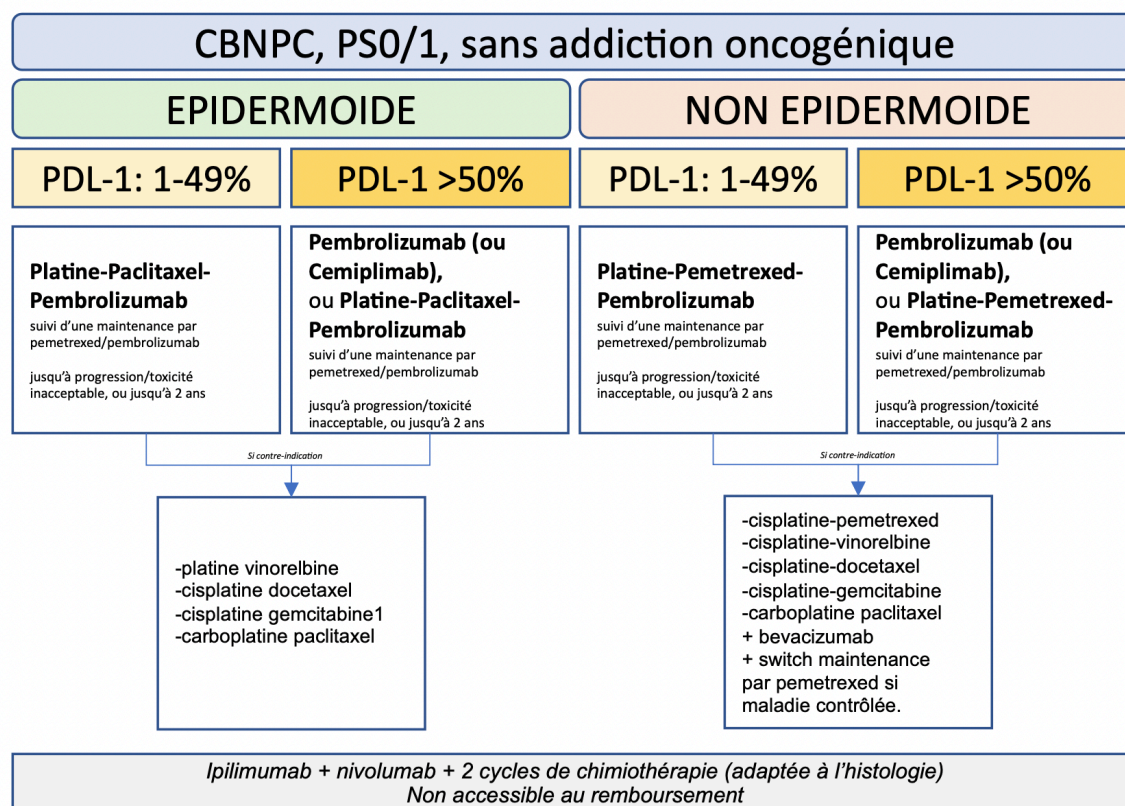 CBNPC, PS0/1, sans addiction oncogénique
EPIDERMOIDE
NON EPIDERMOIDE
PDL-1: 1-49%
PDL-1 >50%
PDL-1: 1-49%
PDL-1 >50%
Platine-Paclitaxel-
Pembrolizumab
suivi d'une maintenance par
pemetrexed/pembrolizumab
jusqu'à progression/toxicité
inacceptable, ou jusqu'à 2 ans
Pembrolizumab (ou
Cemiplimab),
ou Platine-Paclitaxel-
Pembrolizumab
suivi d'une maintenance par
pemetrexed/pembrolizumab
jusqu'à progression/toxicité
inacceptable, ou jusqu'à 2 ans
Platine-Pemetrexed-
Pembrolizumab
suivi d'une maintenance par
pemetrexed/pembrolizumab
jusqu'à progression/toxicité
inacceptable, ou jusqu'à 2 ans
Pembrolizumab (ou
Cemiplimab),
ou Platine-Pemetrexed-
Pembrolizumab
suivi d'une maintenance par
pemetrexed/pembrolizumab
jusqu'à progression/toxicité
inacceptable, ou jusqu'à 2 ans
Si contre-indication
Si contre-indication
-platine vinorelbine
-cisplatine docetaxel
-cisplatine gemcitabine1
-carboplatine paclitaxel
-cisplatine-pemetrexed
-cisplatine-vinorelbine
-cisplatine-docetaxel
-cisplatine-gemcitabine
-carboplatine paclitaxel
+ bevacizumab
+ switch maintenance
par pemetrexed si
maladie contrôlée.
Ipilimumab + nivolumab + 2 cycles de chimiothérapie (adaptée à l'histologie)
Non accessible au remboursement